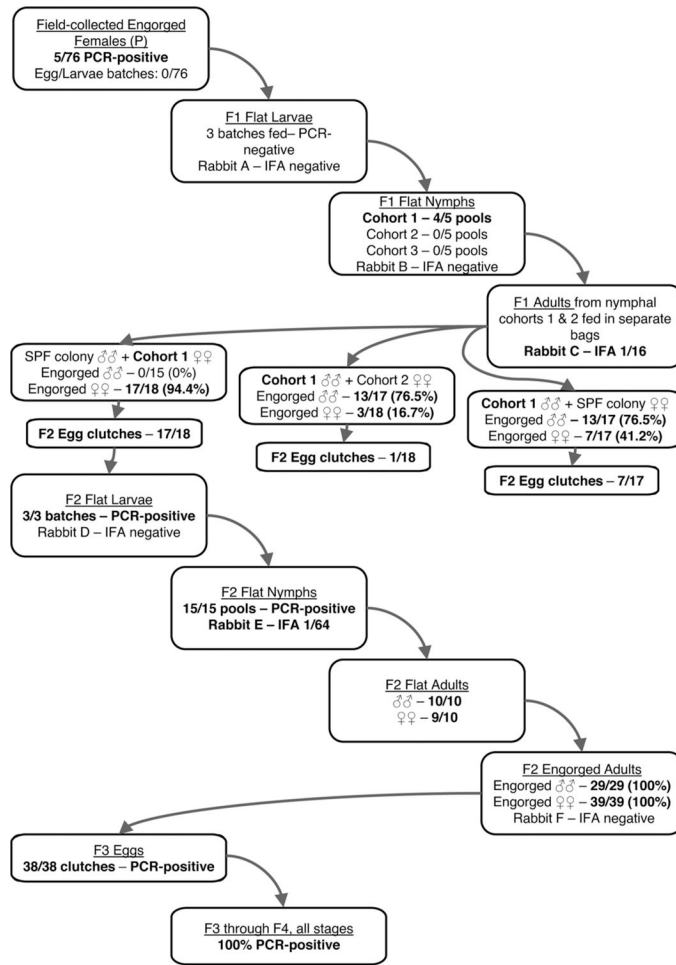 Field-collected Engorged
Females (P)
5/76 PCR-positive
Egg/Larvae batches: 0/76
F1 Flat Larvae
3 batches fed– PCR-
negative
Rabbit A – IFA negative
F1 Flat Nymphs
Cohort 1 – 4/5 pools
Cohort 2 – 0/5 pools
Cohort 3 – 0/5 pools
Rabbit B – IFA negative
F1 Adults from nymphal
cohorts 1 & 2 fed in separate
bags
Rabbit C – IFA 1/16
SPF colony ♂♂ + Cohort 1 ♀♀
Engorged ♂♂ – 0/15 (0%)
Engorged ♀♀ – 17/18 (94.4%)
F2 Egg clutches – 17/18
Cohort 1 ♂♂ + Cohort 2 ♀♀
Engorged ♂♂ – 13/17 (76.5%)
Engorged ♀♀ – 3/18 (16.7%)
F2 Egg clutches – 1/18
Cohort 1 ♂♂ + SPF colony ♀♀
Engorged ♂♂ – 13/17 (76.5%)
Engorged ♀♀ – 7/17 (41.2%)
F2 Egg clutches – 7/17
F2 Flat Larvae
3/3 batches – PCR-positive
Rabbit D – IFA negative
F2 Flat Nymphs
15/15 pools – PCR-positive
Rabbit E – IFA 1/64
F2 Flat Adults
♂♂ – 10/10
♀♀ – 9/10
F2 Engorged Adults
Engorged ♂♂ – 29/29 (100%)
Engorged ♀♀ – 39/39 (100%)
Rabbit F – IFA negative
F3 Eggs
38/38 clutches – PCR-positive
F3 through F4, all stages
100% PCR-positive